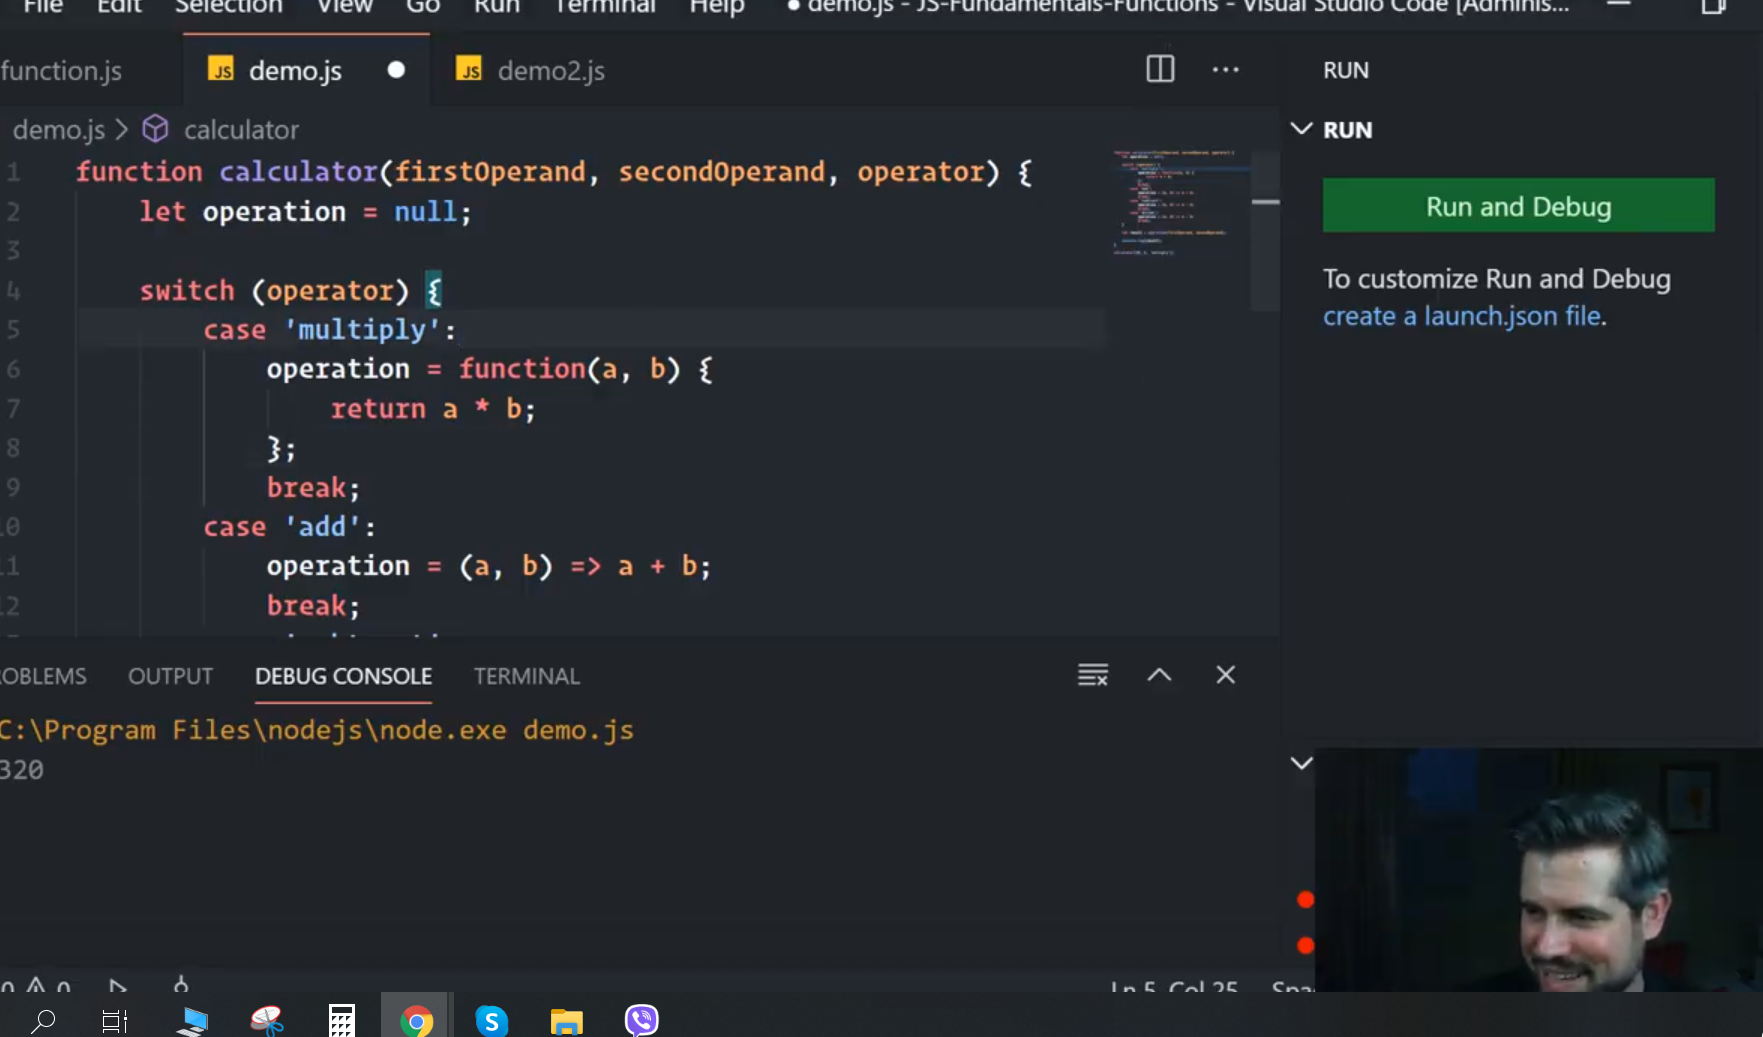 File Edit Selection View Go Run Terminal Help ● demo.js - JS-Fundamentals-Functions - Visual Studio Code [Adminis...
function.js JS demo.js ● JS demo2.js ··· RUN
demo.js > calculator
RUN
1 function calculator(firstOperand, secondOperand, operator) {
2 let operation = null;
Run and Debug
3
4 switch (operator) {
To customize Run and Debug
create a launch.json file.
5 case 'multiply':
6 operation = function(a, b) {
7 return a * b;
8 };
9 break;
10 case 'add':
11 operation = (a, b) => a + b;
12 break;
OBLEMS OUTPUT DEBUG CONSOLE TERMINAL
C:\Program Files\nodejs\node.exe demo.js
320
0 0 Ln 5, Col 25 Spa
S